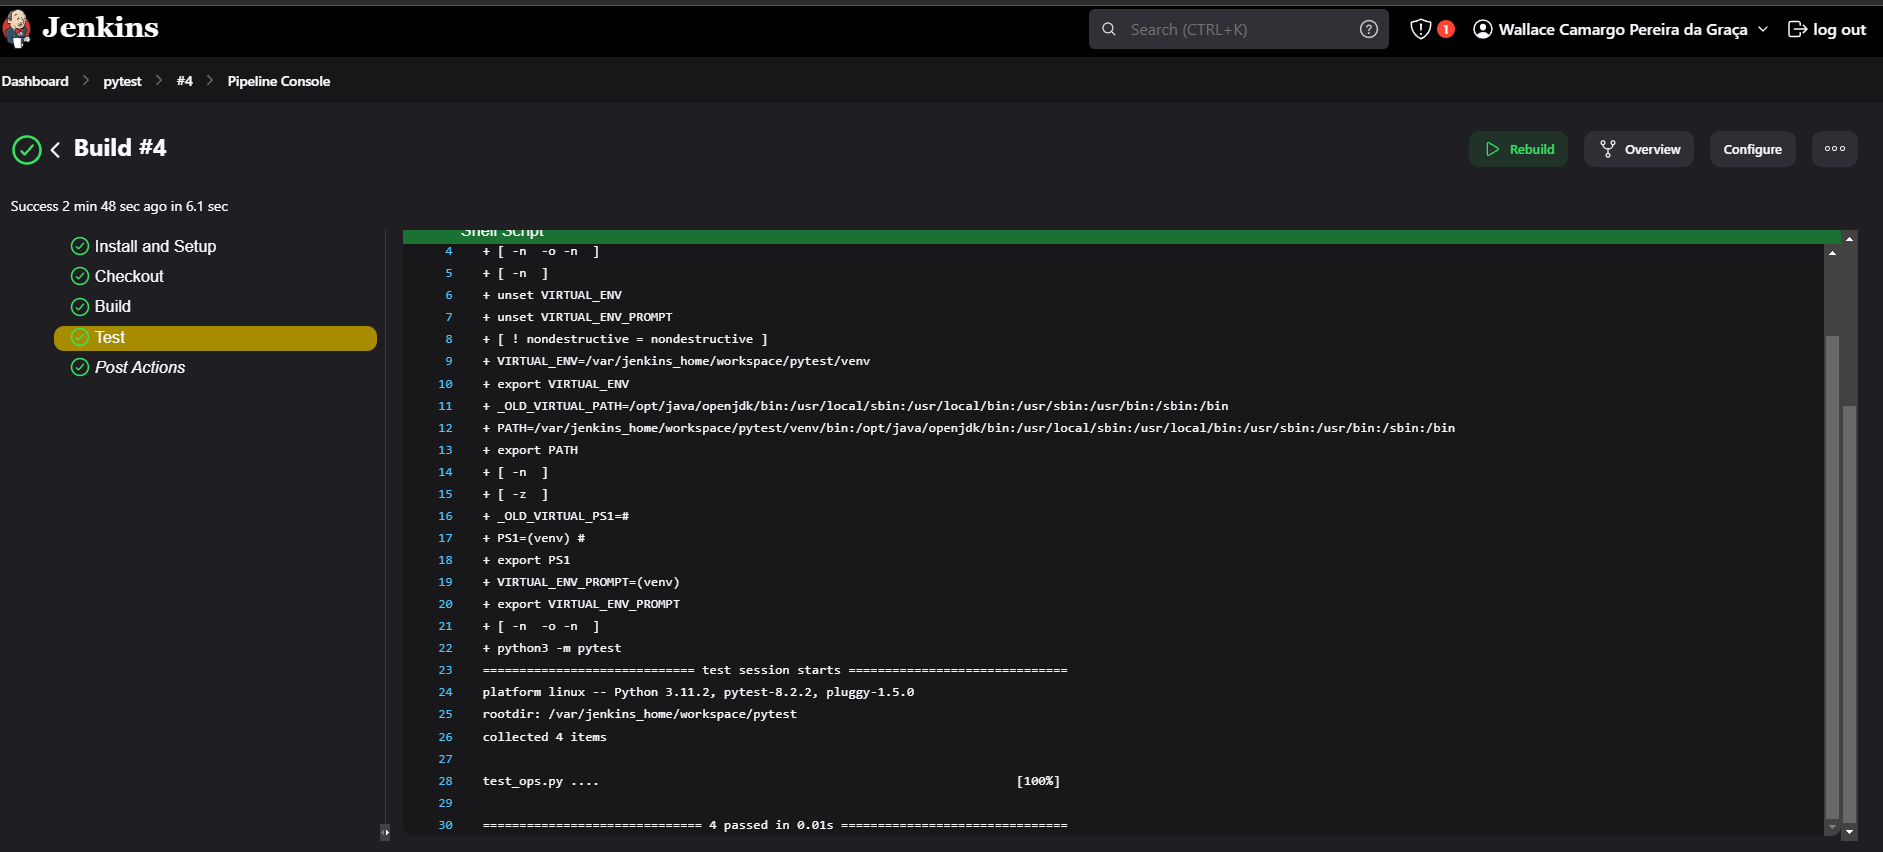 Jenkins
Search (CTRL+K)
1
Wallace Camargo Pereira da Graça
log out
Dashboard
pytest
#4
Pipeline Console
Build #4
Rebuild
Overview
Configure
Success 2 min 48 sec ago in 6.1 sec
Install and Setup
Checkout
Build
Test
Post Actions
Shell Script
4 + [ -n  -o -n  ]
5 + [ -n  ]
6 + unset VIRTUAL_ENV
7 + unset VIRTUAL_ENV_PROMPT
8 + [ ! nondestructive = nondestructive ]
9 + VIRTUAL_ENV=/var/jenkins_home/workspace/pytest/venv
10 + export VIRTUAL_ENV
11 + _OLD_VIRTUAL_PATH=/opt/java/openjdk/bin:/usr/local/sbin:/usr/local/bin:/usr/sbin:/usr/bin:/sbin:/bin
12 + PATH=/var/jenkins_home/workspace/pytest/venv/bin:/opt/java/openjdk/bin:/usr/local/sbin:/usr/local/bin:/usr/sbin:/usr/bin:/sbin:/bin
13 + export PATH
14 + [ -n  ]
15 + [ -z  ]
16 + _OLD_VIRTUAL_PS1=#
17 + PS1=(venv) #
18 + export PS1
19 + VIRTUAL_ENV_PROMPT=(venv)
20 + export VIRTUAL_ENV_PROMPT
21 + [ -n  -o -n  ]
22 + python3 -m pytest
23 ============================= test session starts ==============================
24 platform linux -- Python 3.11.2, pytest-8.2.2, pluggy-1.5.0
25 rootdir: /var/jenkins_home/workspace/pytest
26 collected 4 items
27
28 test_ops.py .... [100%]
29
30 ============================== 4 passed in 0.01s ===============================